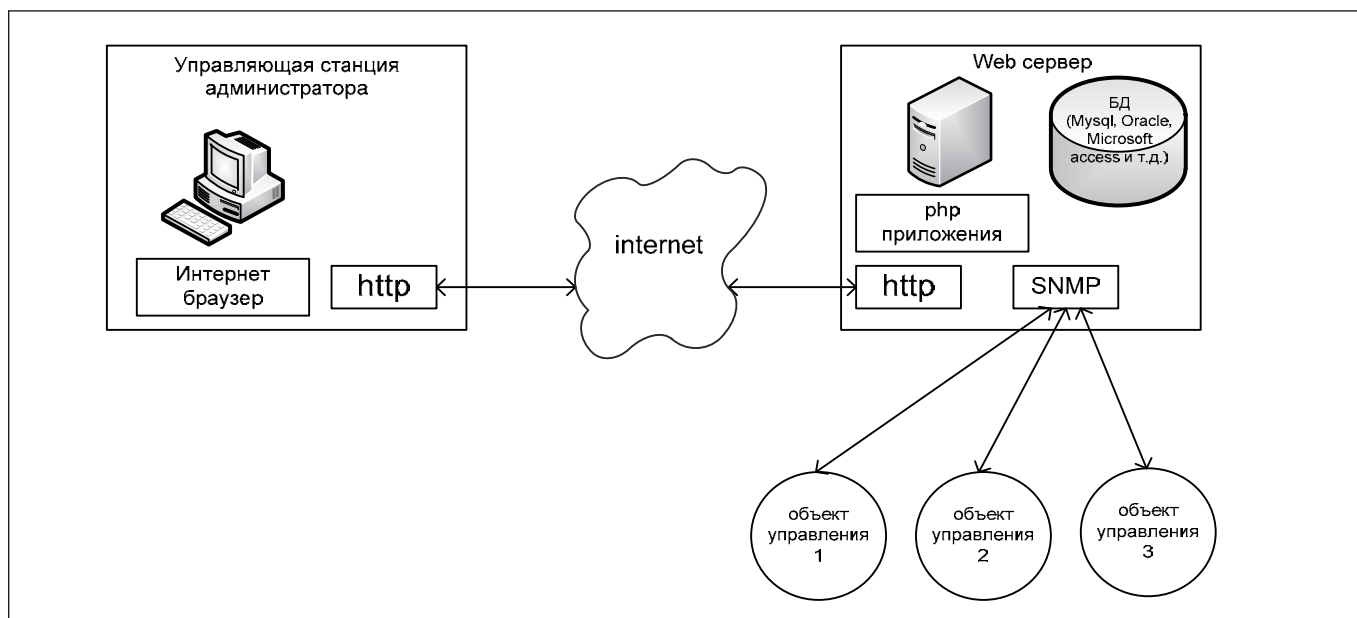 Управляющая станция
администратора
Интернет
браузер
http
internet
Web сервер
БД
(Mysql, Oracle,
Microsoft
access и т.д.)
php
приложения
http
SNMP
объект
управления
1
объект
управления
2
объект
управления
3